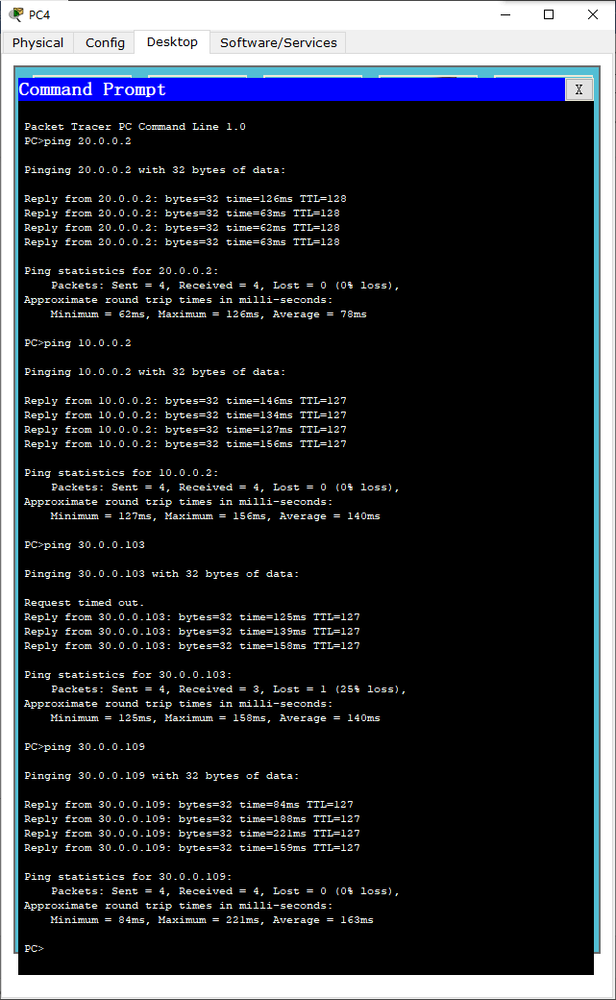 PC4
Physical Config Desktop Software/Services
Command Prompt X
Packet Tracer PC Command Line 1.0
PC>ping 20.0.0.2
Pinging 20.0.0.2 with 32 bytes of data:
Reply from 20.0.0.2: bytes=32 time=126ms TTL=128
Reply from 20.0.0.2: bytes=32 time=63ms TTL=128
Reply from 20.0.0.2: bytes=32 time=62ms TTL=128
Reply from 20.0.0.2: bytes=32 time=63ms TTL=128
Ping statistics for 20.0.0.2:
    Packets: Sent = 4, Received = 4, Lost = 0 (0% loss),
Approximate round trip times in milli-seconds:
    Minimum = 62ms, Maximum = 126ms, Average = 78ms
PC>ping 10.0.0.2
Pinging 10.0.0.2 with 32 bytes of data:
Reply from 10.0.0.2: bytes=32 time=146ms TTL=127
Reply from 10.0.0.2: bytes=32 time=134ms TTL=127
Reply from 10.0.0.2: bytes=32 time=127ms TTL=127
Reply from 10.0.0.2: bytes=32 time=156ms TTL=127
Ping statistics for 10.0.0.2:
    Packets: Sent = 4, Received = 4, Lost = 0 (0% loss),
Approximate round trip times in milli-seconds:
    Minimum = 127ms, Maximum = 156ms, Average = 140ms
PC>ping 30.0.0.103
Pinging 30.0.0.103 with 32 bytes of data:
Request timed out.
Reply from 30.0.0.103: bytes=32 time=125ms TTL=127
Reply from 30.0.0.103: bytes=32 time=139ms TTL=127
Reply from 30.0.0.103: bytes=32 time=158ms TTL=127
Ping statistics for 30.0.0.103:
    Packets: Sent = 4, Received = 3, Lost = 1 (25% loss),
Approximate round trip times in milli-seconds:
    Minimum = 125ms, Maximum = 158ms, Average = 140ms
PC>ping 30.0.0.109
Pinging 30.0.0.109 with 32 bytes of data:
Reply from 30.0.0.109: bytes=32 time=84ms TTL=127
Reply from 30.0.0.109: bytes=32 time=188ms TTL=127
Reply from 30.0.0.109: bytes=32 time=221ms TTL=127
Reply from 30.0.0.109: bytes=32 time=159ms TTL=127
Ping statistics for 30.0.0.109:
    Packets: Sent = 4, Received = 4, Lost = 0 (0% loss),
Approximate round trip times in milli-seconds:
    Minimum = 84ms, Maximum = 221ms, Average = 163ms
PC>